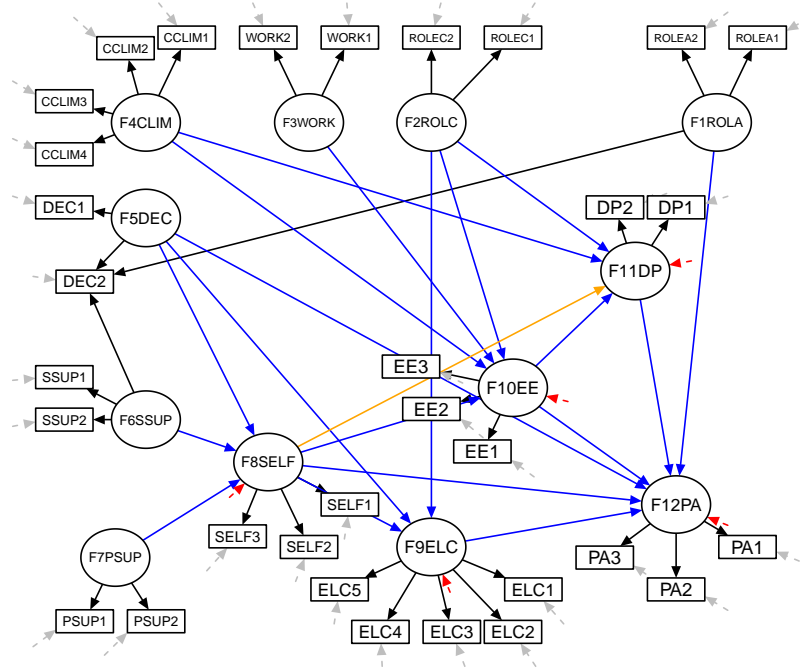 CCLIM1
WORK2
WORK1
ROLEC2
ROLEC1
ROLEA2
ROLEA1
CCLIM2
CCLIM3
F4CLIM
F3WORK
F2ROLC
F1ROLA
CCLIM4
DEC1
F5DEC
DP2
DP1
DEC2
F11DP
EE3
SSUP1
F10EE
EE2
SSUP2
F6SSUP
EE1
F8SELF
SELF1
F12PA
SELF3
SELF2
F9ELC
PA1
F7PSUP
PA3
ELC5
ELC1
PA2
PSUP1
PSUP2
ELC4
ELC3
ELC2